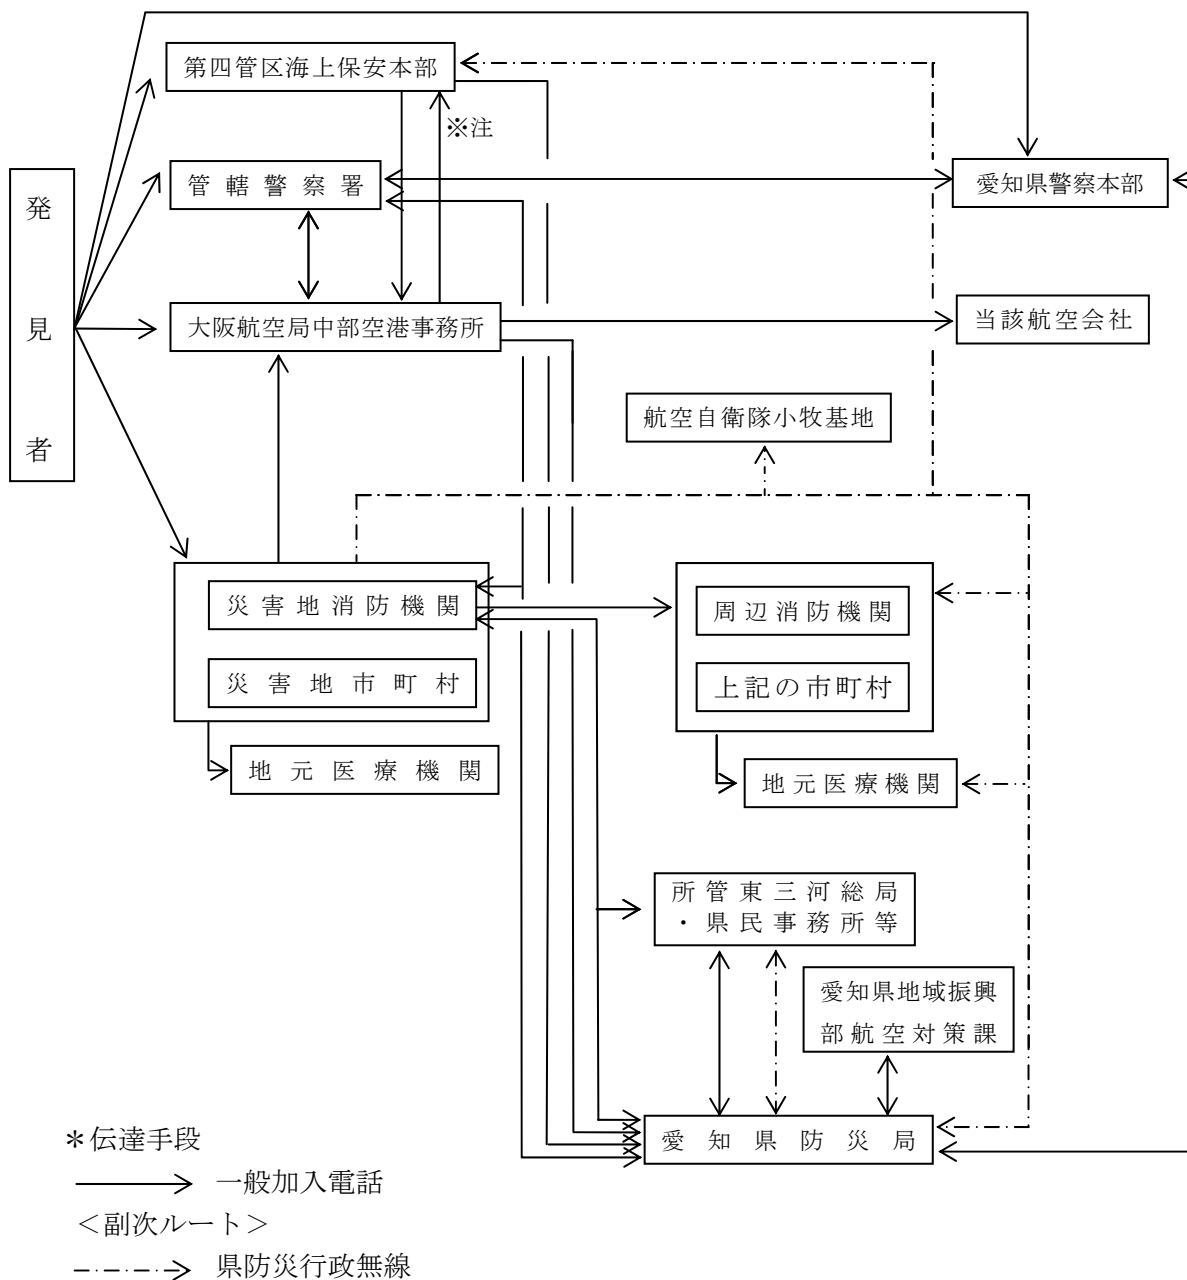 第四管区海上保安本部
※注
管轄警察署
愛知県警察本部
発見者
大阪航空局中部空港事務所
当該航空会社
航空自衛隊小牧基地
災害地消防機関
周辺消防機関
災害地市町村
上記の市町村
地元医療機関
地元医療機関
所管東三河総局
・県民事務所等
愛知県地域振興
部航空対策課
愛知県防災局
＊伝達手段
一般加入電話
＜副次ルート＞
県防災行政無線